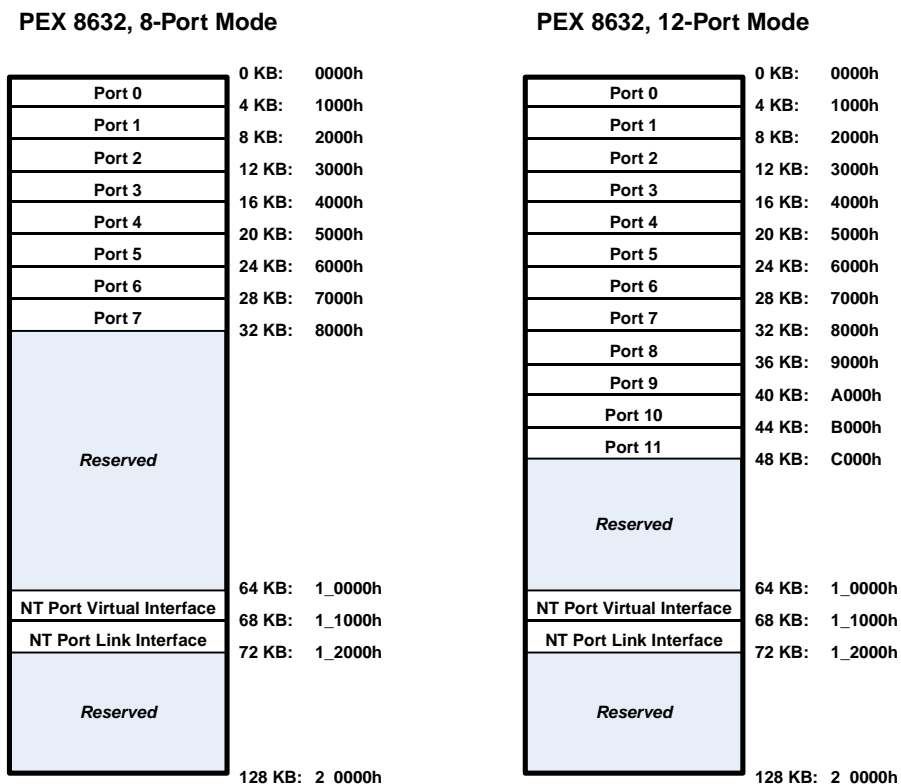 PEX 8632, 8-Port Mode
0 KB: 0000h
Port 0
4 KB: 1000h
Port 1
8 KB: 2000h
Port 2
12 KB: 3000h
Port 3
16 KB: 4000h
Port 4
20 KB: 5000h
Port 5
24 KB: 6000h
Port 6
28 KB: 7000h
Port 7
32 KB: 8000h
Reserved
64 KB: 1_0000h
NT Port Virtual Interface
68 KB: 1_1000h
NT Port Link Interface
72 KB: 1_2000h
Reserved
128 KB: 2_0000h
PEX 8632, 12-Port Mode
0 KB: 0000h
Port 0
4 KB: 1000h
Port 1
8 KB: 2000h
Port 2
12 KB: 3000h
Port 3
16 KB: 4000h
Port 4
20 KB: 5000h
Port 5
24 KB: 6000h
Port 6
28 KB: 7000h
Port 7
32 KB: 8000h
Port 8
36 KB: 9000h
Port 9
40 KB: A000h
Port 10
44 KB: B000h
Port 11
48 KB: C000h
Reserved
64 KB: 1_0000h
NT Port Virtual Interface
68 KB: 1_1000h
NT Port Link Interface
72 KB: 1_2000h
Reserved
128 KB: 2_0000h